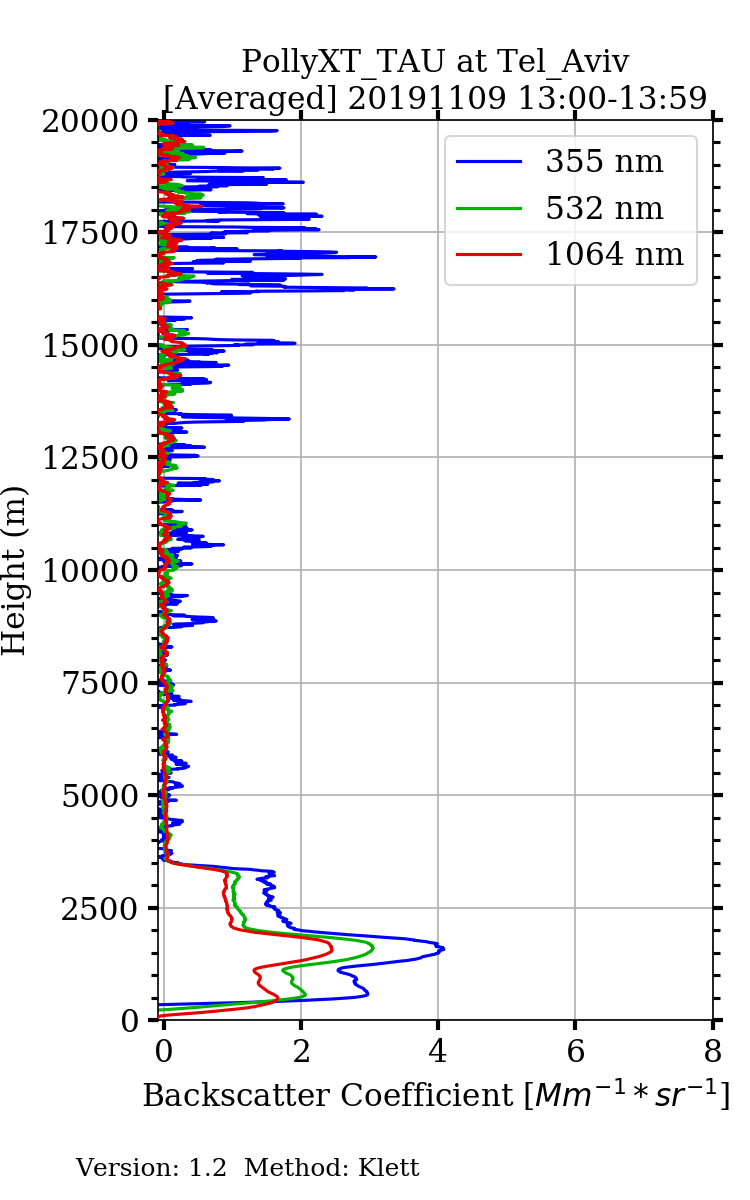 PollyXT_TAU at Tel_Aviv
[Averaged] 20191109 13:00-13:59
355 nm
532 nm
1064 nm
20000
17500
15000
12500
10000
7500
5000
2500
0
Height (m)
0 2 4 6 8
Backscatter Coefficient [Mm⁻¹ * sr⁻¹]
Version: 1.2  Method: Klett